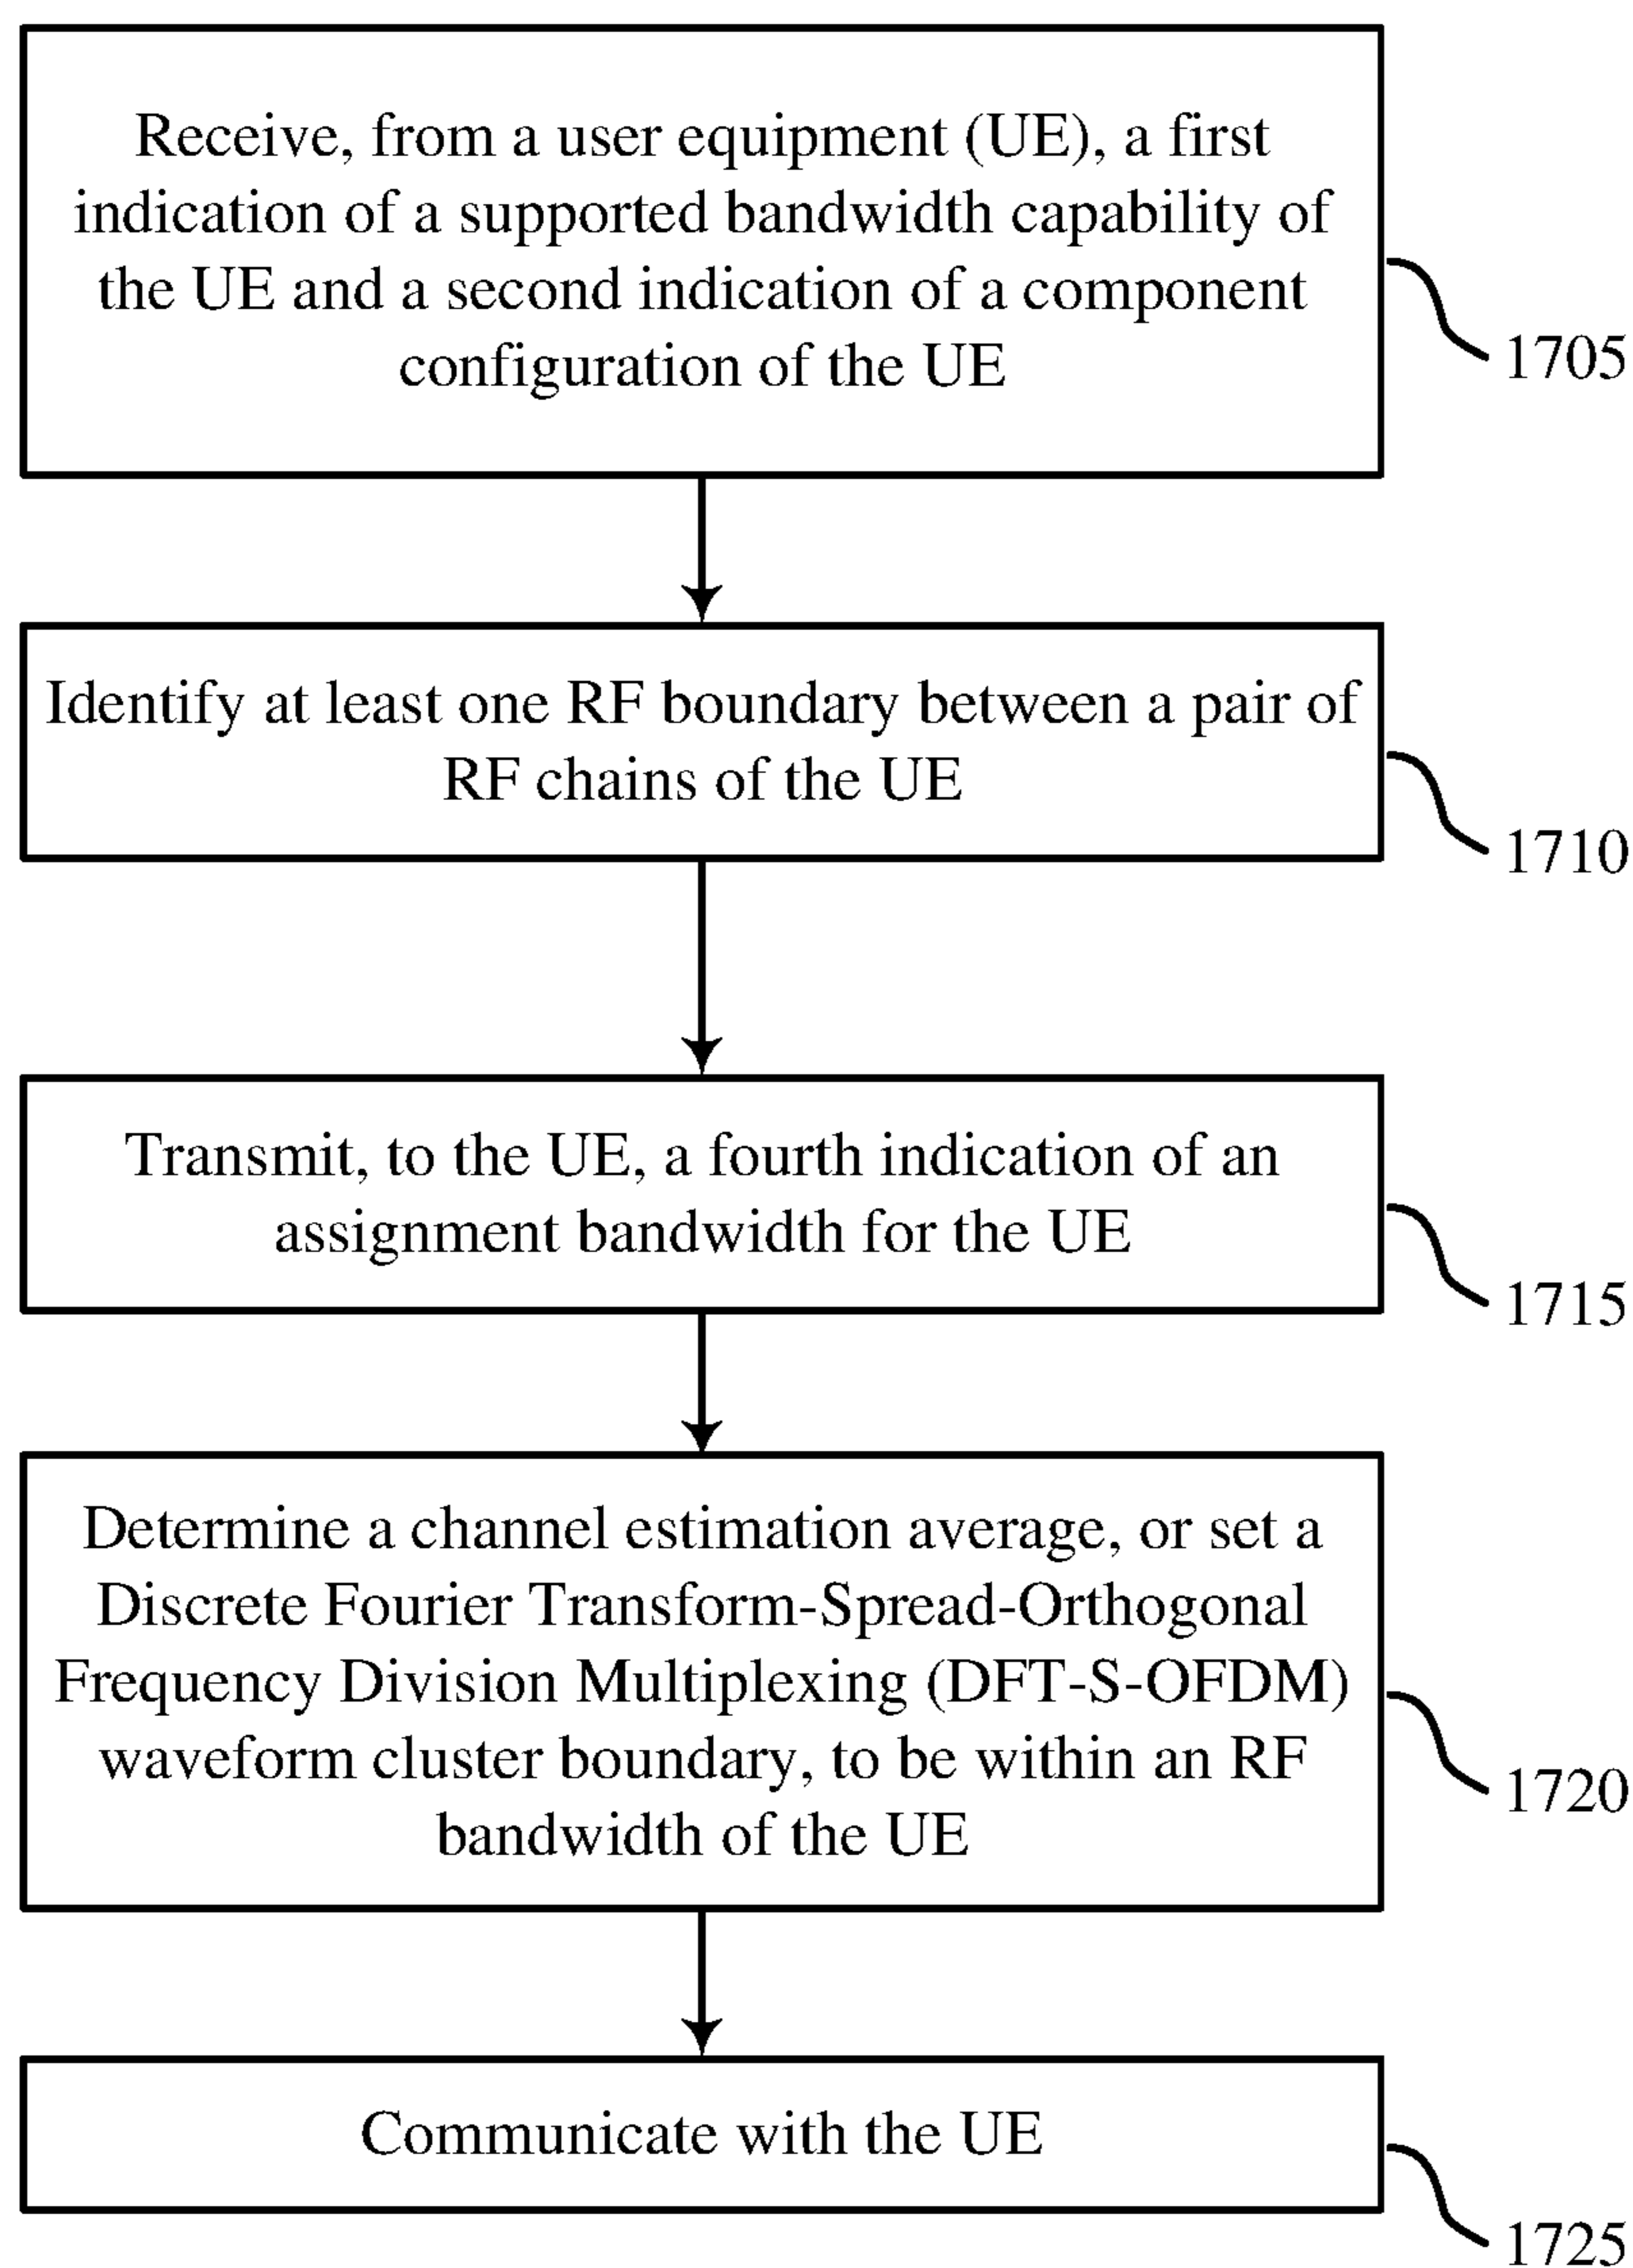 Receive, from a user equipment (UE), a first
indication of a supported bandwidth capability of
the UE and a second indication of a component
configuration of the UE
1705
Identify at least one RF boundary between a pair of
RF chains of the UE
1710
Transmit, to the UE, a fourth indication of an
assignment bandwidth for the UE
1715
Determine a channel estimation average, or set a
Discrete Fourier Transform-Spread-Orthogonal
Frequency Division Multiplexing (DFT-S-OFDM)
waveform cluster boundary, to be within an RF
bandwidth of the UE
1720
Communicate with the UE
1725